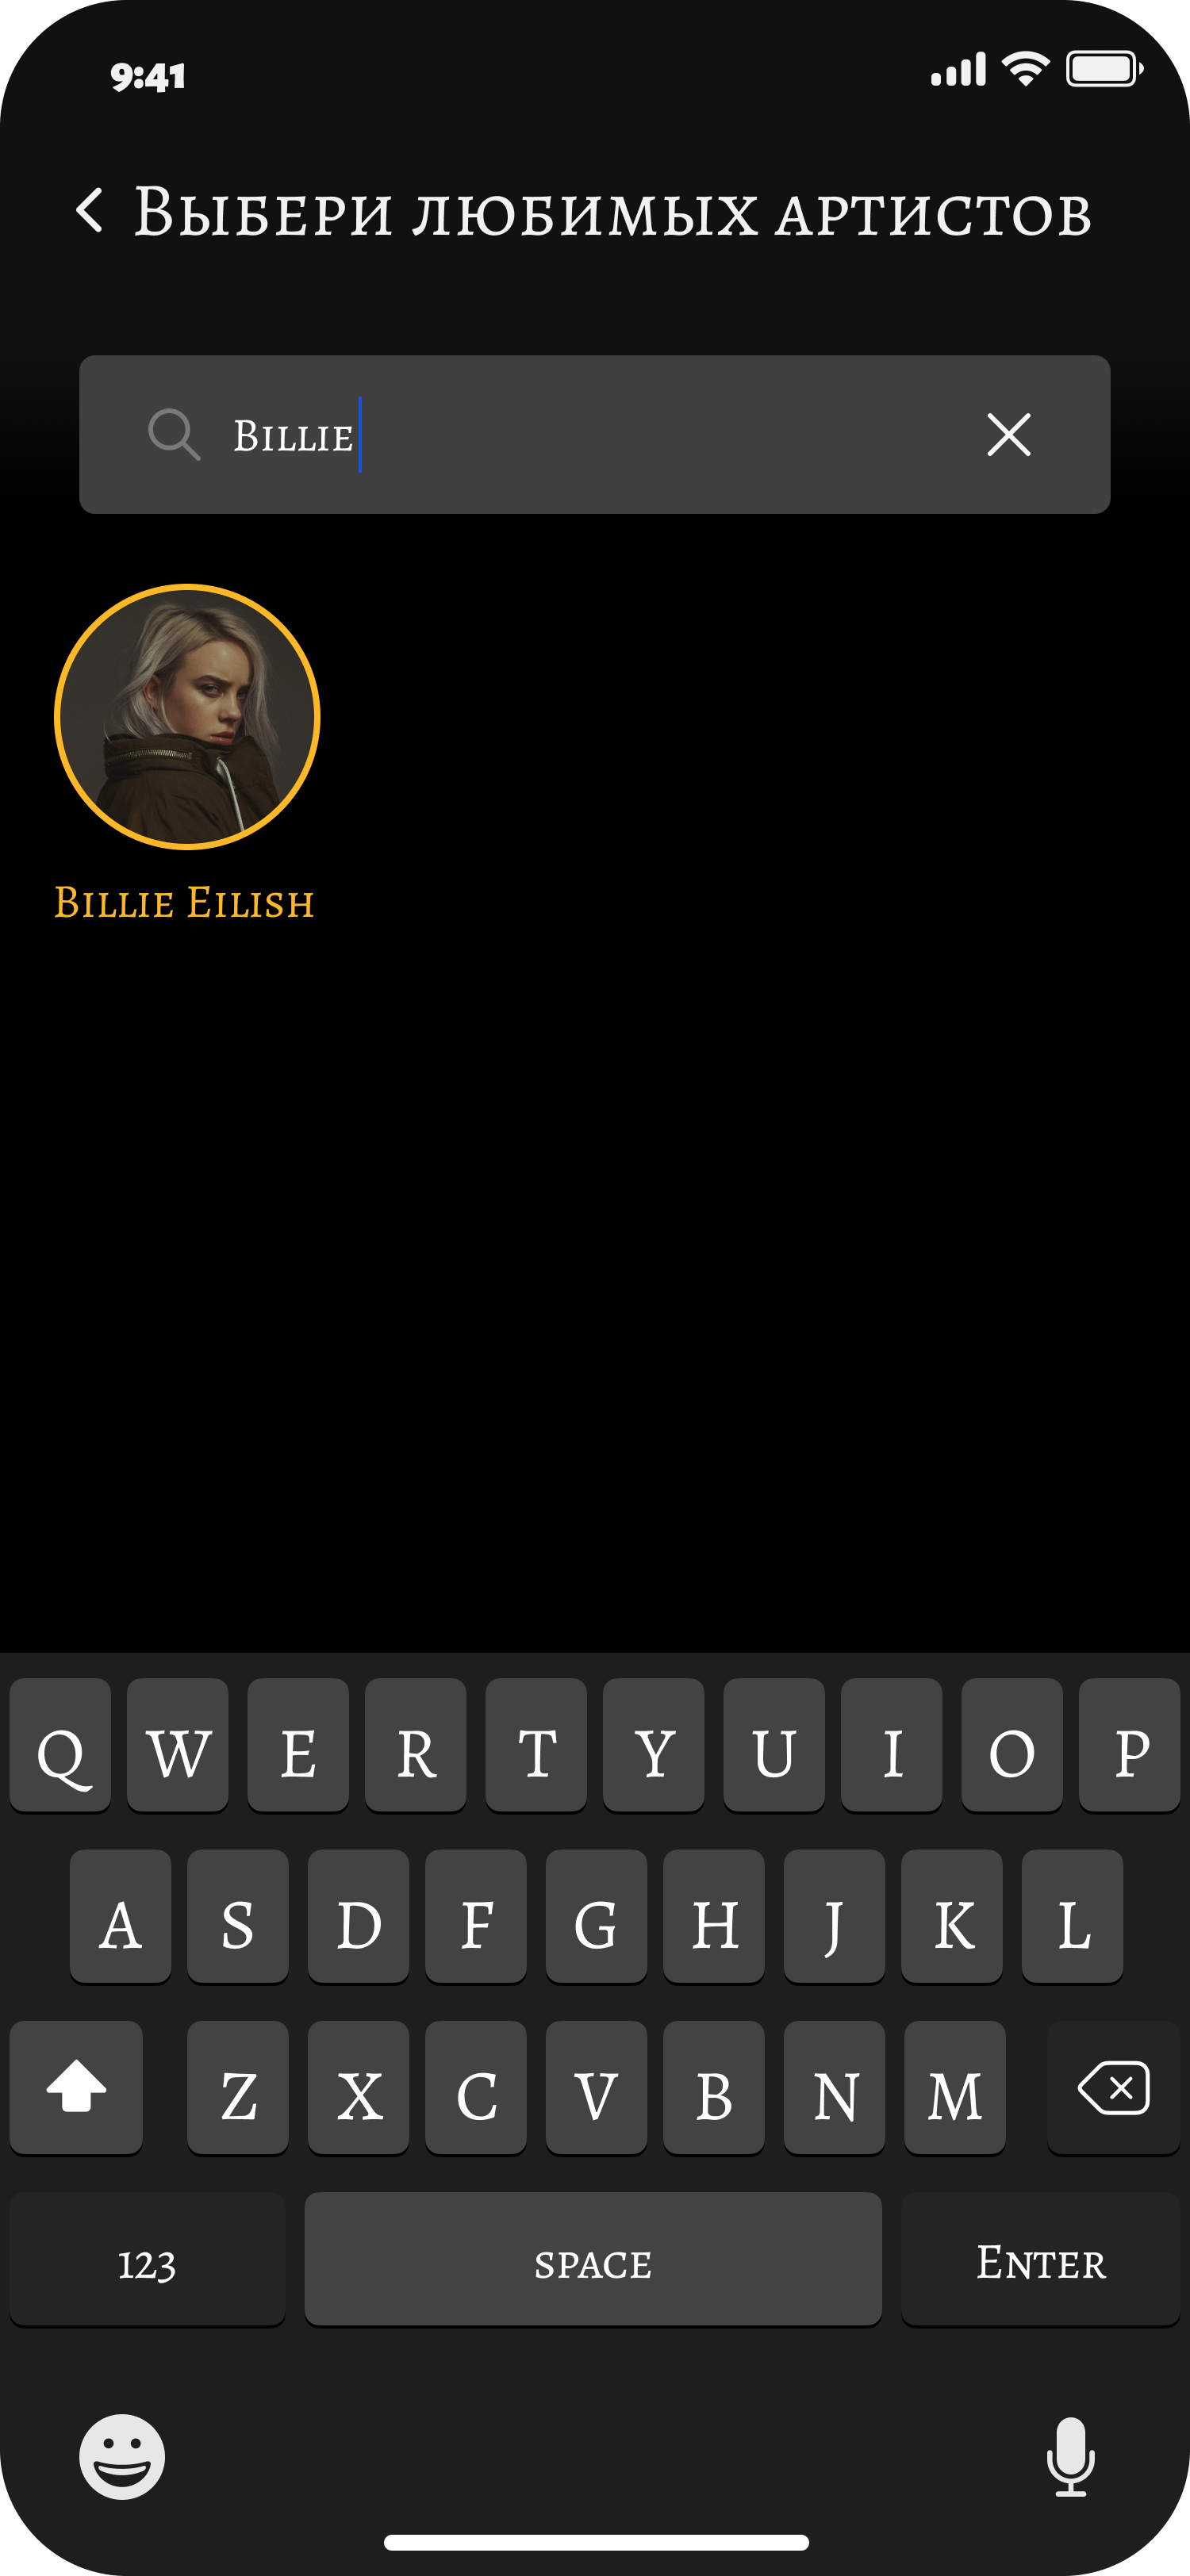 9:41
Выбери любимых артистов
Billie
Billie Eilish
Q W E R T Y U I O P
A S D F G H J K L
Z X C V B N M
123 space Enter